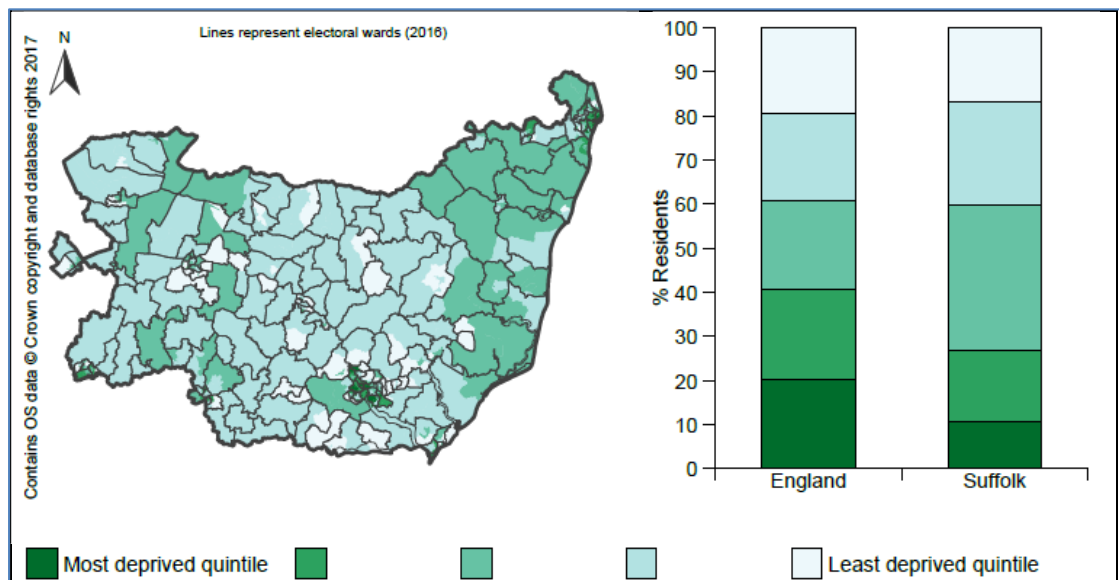 Lines represent electoral wards (2016)
N
Contains OS data © Crown copyright and database rights 2017
% Residents
100
90
80
70
60
50
40
30
20
10
0
England
Suffolk
Most deprived quintile
Least deprived quintile